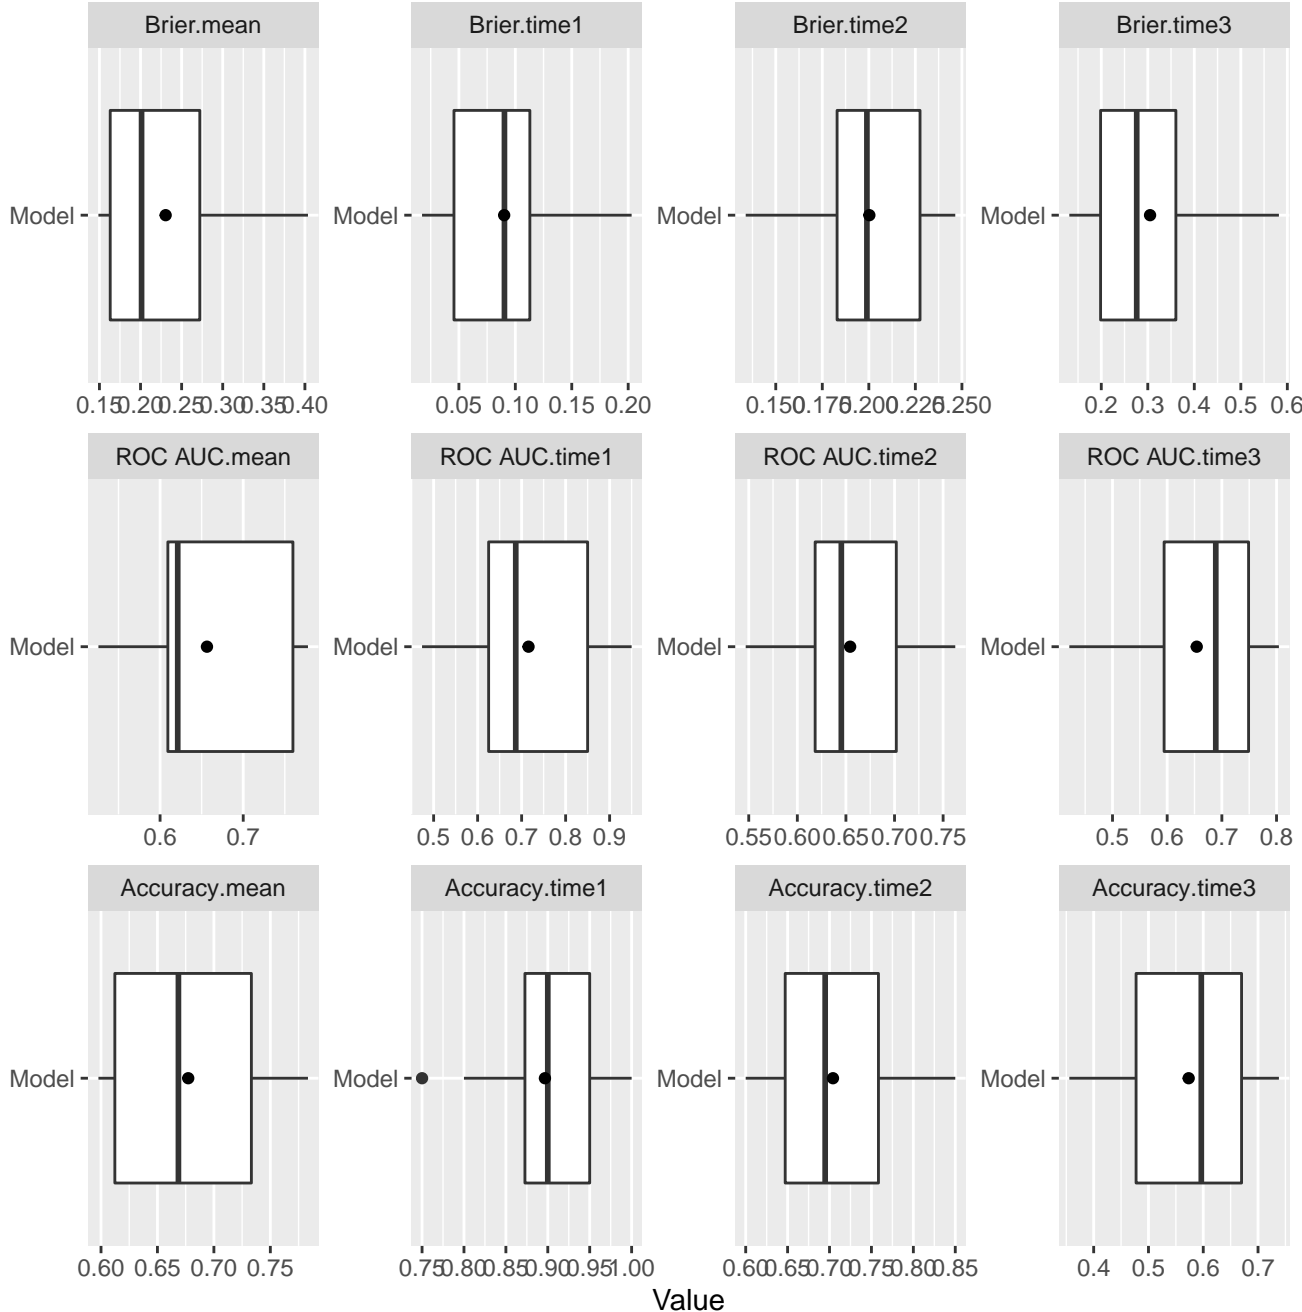 Brier.mean Brier.time1 Brier.time2 Brier.time3
Model Model Model Model
0.15 0.20 0.25 0.30 0.35 0.40 0.05 0.10 0.15 0.20 0.150 0.175 0.200 0.225 0.250 0.2 0.3 0.4 0.5 0.6
ROC AUC.mean ROC AUC.time1 ROC AUC.time2 ROC AUC.time3
Model Model Model Model
0.6 0.7 0.5 0.6 0.7 0.8 0.9 0.55 0.60 0.65 0.70 0.75 0.5 0.6 0.7 0.8
Accuracy.mean Accuracy.time1 Accuracy.time2 Accuracy.time3
Model Model Model Model
0.60 0.65 0.70 0.75 0.75 0.80 0.85 0.90 0.95 1.00 0.60 0.65 0.70 0.75 0.80 0.85 0.4 0.5 0.6 0.7
Value